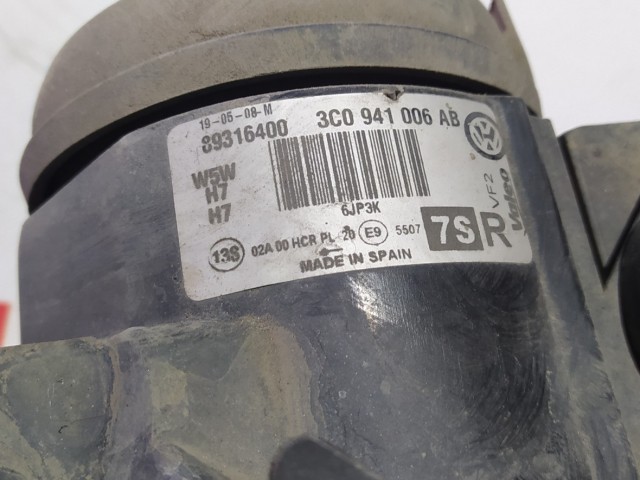 19-05-08-M
89316400 3C0 941 006 AB
W5W
H7
H7
6JP3K
13S 02A 00 HCR PL 20 E9 5507
MADE IN SPAIN
7S R
VF2
Valeo